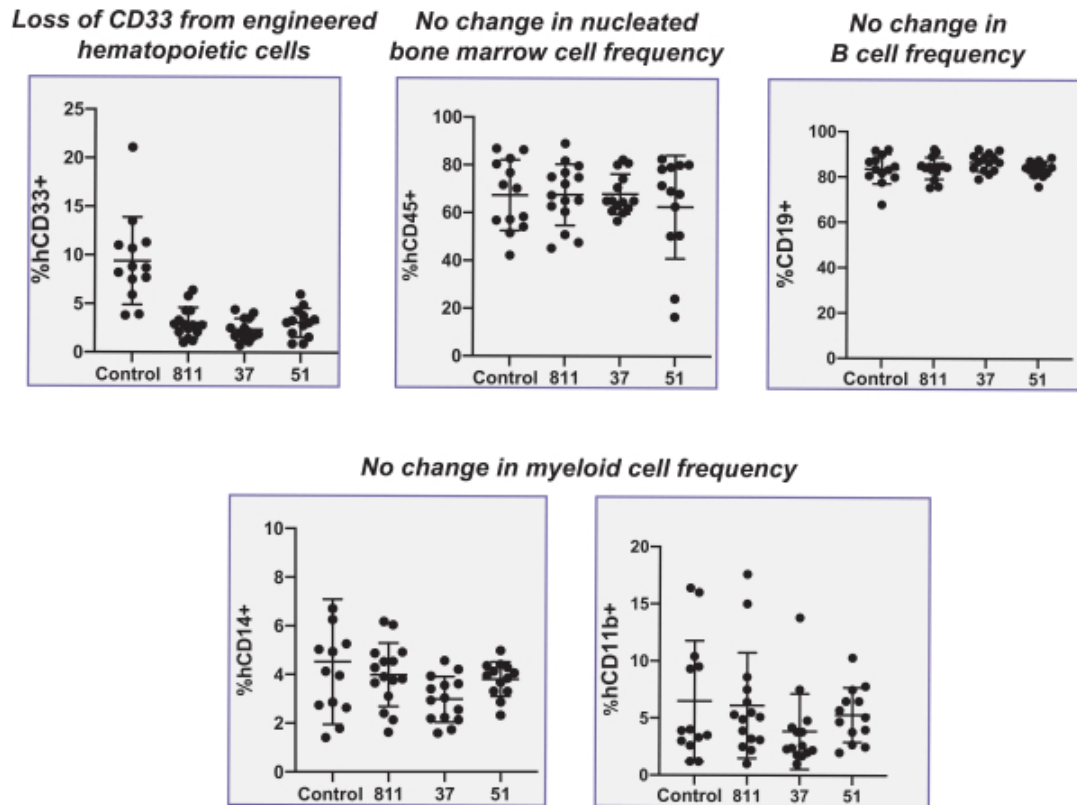 Loss of CD33 from engineered
hematopoietic cells
No change in nucleated
bone marrow cell frequency
No change in
B cell frequency
%hCD33+
25
20
15
10
5
0
Control 811 37 51
%hCD45+
100
80
60
40
20
0
Control 811 37 51
%CD19+
100
80
60
40
20
0
Control 811 37 51
No change in myeloid cell frequency
%hCD14+
10
8
6
4
2
0
Control 811 37 51
%hCD11b+
20
15
10
5
0
Control 811 37 51